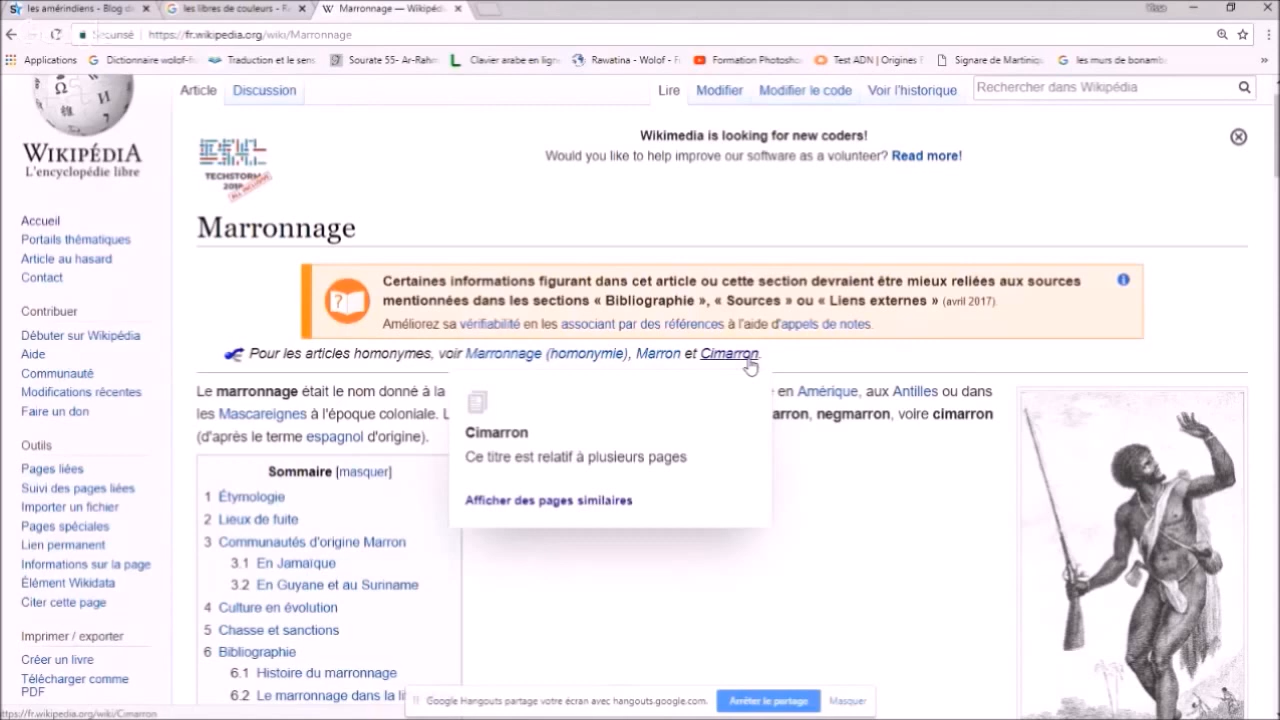 les amérindiens - Blog d
les libres de couleurs - R
Marronnage — Wikipéd
Sécurisé
https://fr.wikipedia.org/wiki/Marronnage
Applications
Dictionnaire wolof-f
Traduction et le sens
Sourate 55- Ar-Rahm
Clavier arabe en lign
Rawatina - Wolof - F
Formation Photosho
Test ADN | Origines
Signare de Martiniq
les murs de bonamb
»
WIKIPÉDIA
L'encyclopédie libre
Accueil
Portails thématiques
Article au hasard
Contact
Contribuer
Débuter sur Wikipédia
Aide
Communauté
Modifications récentes
Faire un don
Outils
Pages liées
Suivi des pages liées
Importer un fichier
Pages spéciales
Lien permanent
Informations sur la page
Élément Wikidata
Citer cette page
Imprimer / exporter
Créer un livre
Télécharger comme
PDF
Article
Discussion
Lire
Modifier
Modifier le code
Voir l'historique
Rechercher dans Wikipédia
TECHSTORM
Wikimedia is looking for new coders!
Would you like to help improve our software as a volunteer? Read more!
Marronnage
Certaines informations figurant dans cet article ou cette section devraient être mieux reliées aux sources
mentionnées dans les sections « Bibliographie », « Sources » ou « Liens externes » (avril 2017).
Améliorez sa vérifiabilité en les associant par des références à l'aide d'appels de notes.
Pour les articles homonymes, voir Marronnage (homonymie), Marron et Cimarron.
Le marronnage était le nom donné à la
en Amérique, aux Antilles ou dans
les Mascareignes à l'époque coloniale. L
arron, negmarron, voire cimarron
(d'après le terme espagnol d'origine).
Cimarron
Ce titre est relatif à plusieurs pages
Afficher des pages similaires
Sommaire [masquer]
1 Étymologie
2 Lieux de fuite
3 Communautés d'origine Marron
3.1 En Jamaïque
3.2 En Guyane et au Suriname
4 Culture en évolution
5 Chasse et sanctions
6 Bibliographie
6.1 Histoire du marronnage
6.2 Le marronnage dans la li
Google Hangouts partage votre écran avec hangouts.google.com.
Arrêter le partage
Masquer
https://fr.wikipedia.org/wiki/Cimarron